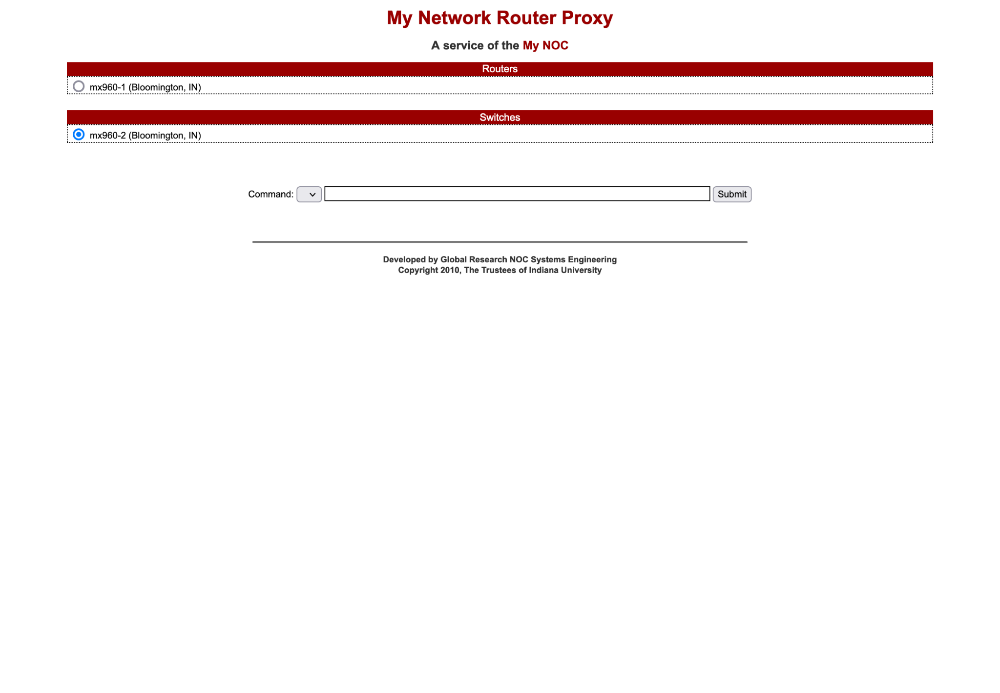 My Network Router Proxy
A service of the My NOC
Routers
mx960-1 (Bloomington, IN)
Switches
mx960-2 (Bloomington, IN)
Command: Submit
Developed by Global Research NOC Systems Engineering
Copyright 2010, The Trustees of Indiana University